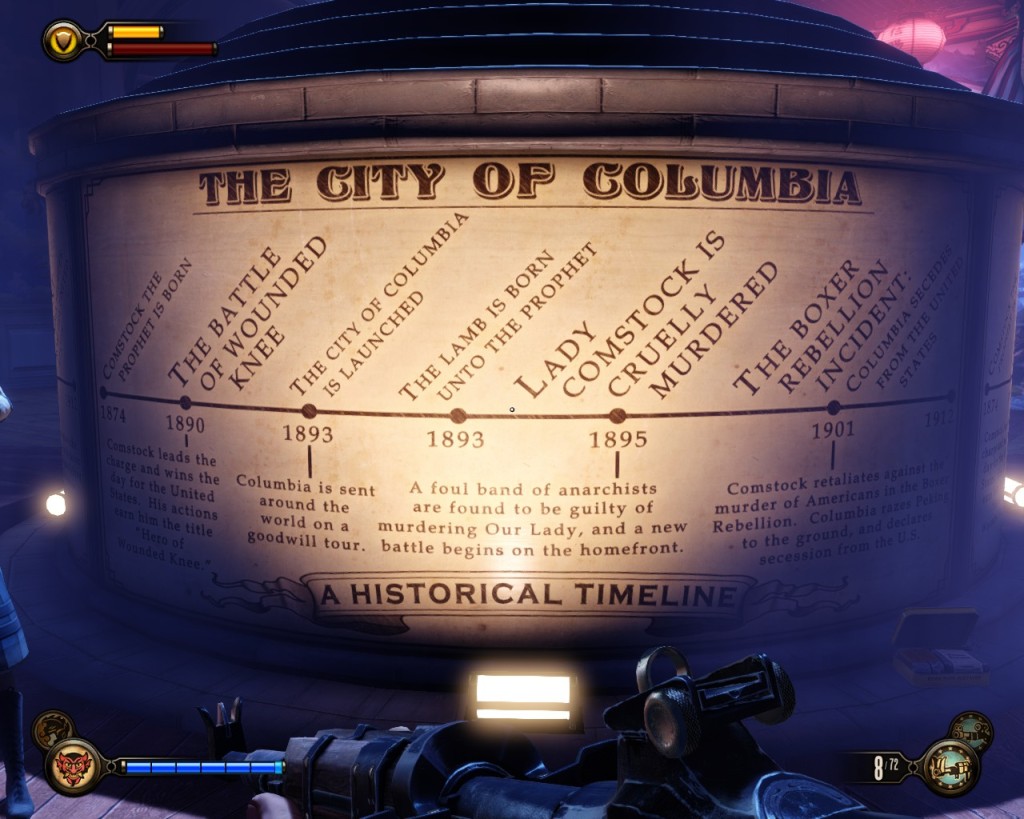 THE CITY OF COLUMBIA
COMSTOCK THE
PROPHET IS BORN
THE BATTLE
OF WOUNDED
KNEE
THE CITY OF COLUMBIA
IS LAUNCHED
THE LAMB IS BORN
UNTO THE PROPHET
LADY
COMSTOCK IS
CRUELLY
MURDERED
THE BOXER
REBELLION
INCIDENT:
COLUMBIA SECEDES
FROM THE UNITED
STATES
1874
1890
1893
1893
1895
1901
Comstock leads the
charge and wins the
day for the United
States. His actions
earn him the title
"Hero of
Wounded Knee."
Columbia is sent
around the
world on a
goodwill tour.
A foul band of anarchists
are found to be guilty of
murdering Our Lady, and a new
battle begins on the homefront.
Comstock retaliates against the
murder of Americans in the Boxer
Rebellion. Columbia razes Peking
to the ground, and declares
secession from the U.S.
A HISTORICAL TIMELINE
8/72